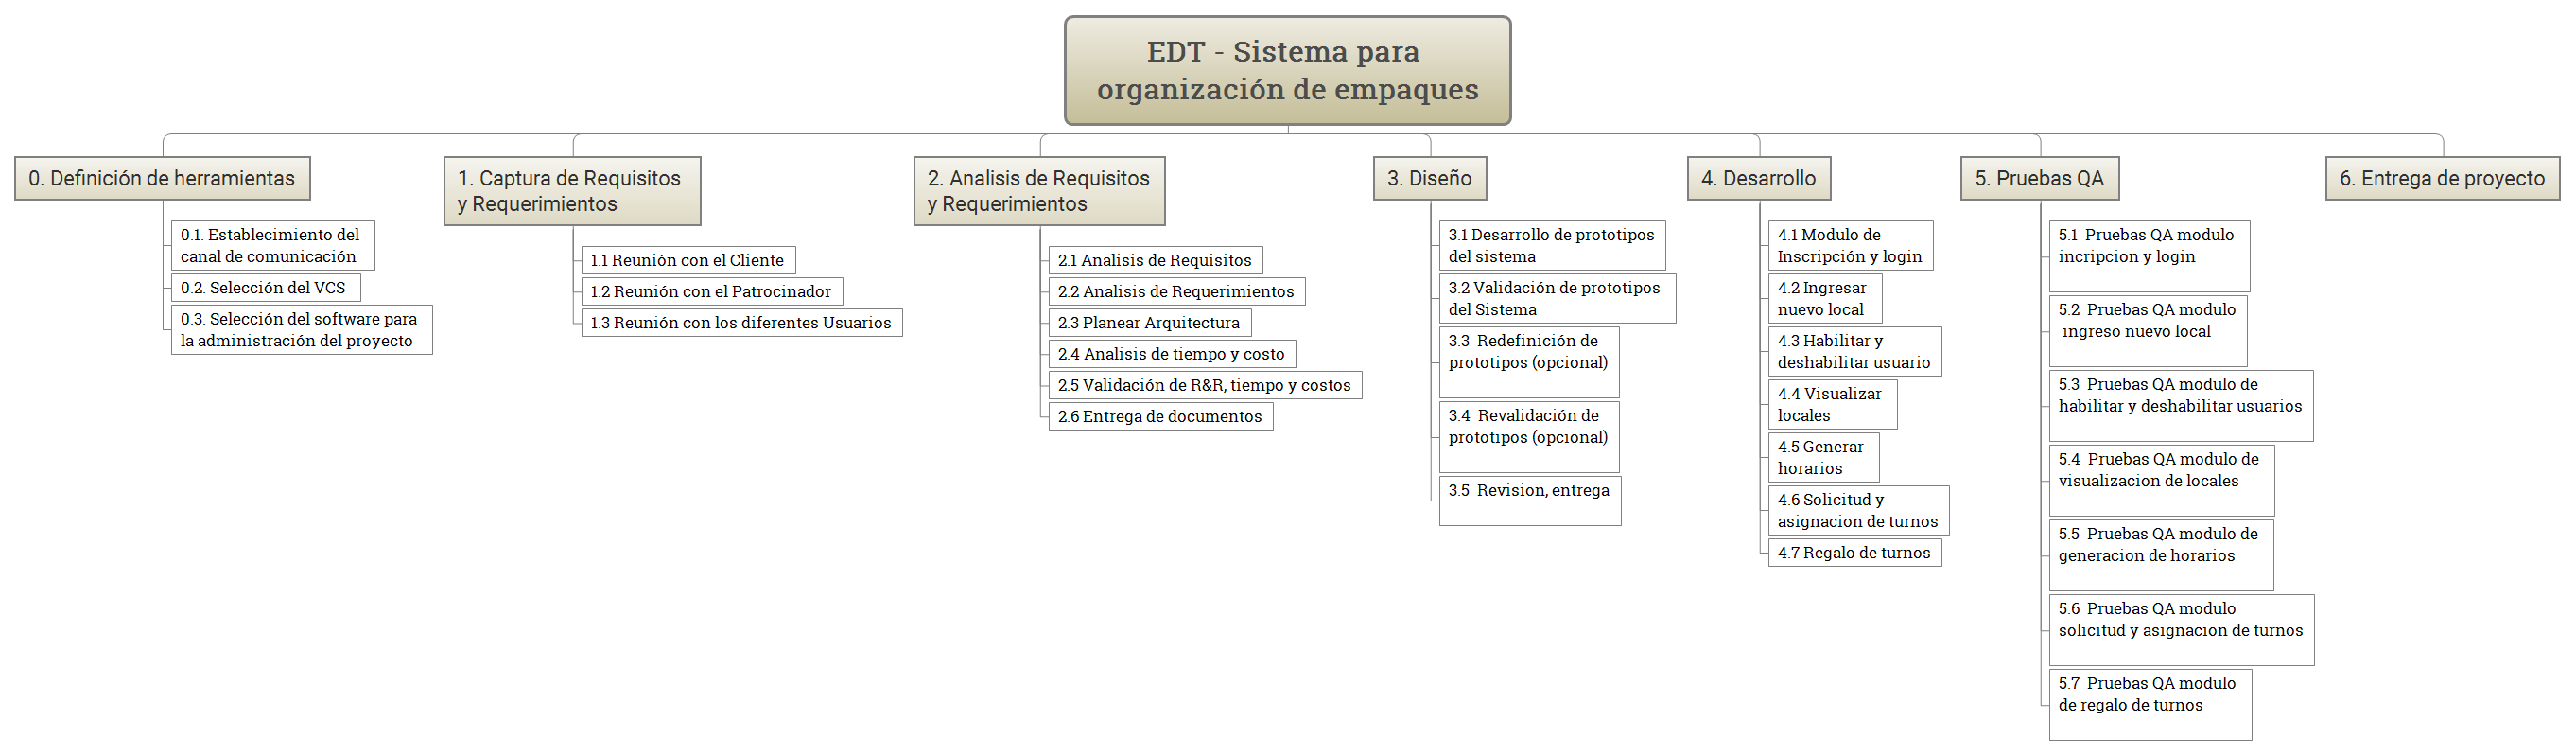 EDT - Sistema para
organización de empaques
0. Definición de herramientas
0.1. Establecimiento del
canal de comunicación
0.2. Selección del VCS
0.3. Selección del software para
la administración del proyecto
1. Captura de Requisitos
y Requerimientos
1.1 Reunión con el Cliente
1.2 Reunión con el Patrocinador
1.3 Reunión con los diferentes Usuarios
2. Analisis de Requisitos
y Requerimientos
2.1 Analisis de Requisitos
2.2 Analisis de Requerimientos
2.3 Planear Arquitectura
2.4 Analisis de tiempo y costo
2.5 Validación de R&R, tiempo y costos
2.6 Entrega de documentos
3. Diseño
3.1 Desarrollo de prototipos
del sistema
3.2 Validación de prototipos
del Sistema
3.3 Redefinición de
prototipos (opcional)
3.4 Revalidación de
prototipos (opcional)
3.5 Revision, entrega
4. Desarrollo
4.1 Modulo de
Inscripción y login
4.2 Ingresar
nuevo local
4.3 Habilitar y
deshabilitar usuario
4.4 Visualizar
locales
4.5 Generar
horarios
4.6 Solicitud y
asignacion de turnos
4.7 Regalo de turnos
5. Pruebas QA
5.1 Pruebas QA modulo
incripcion y login
5.2 Pruebas QA modulo
ingreso nuevo local
5.3 Pruebas QA modulo de
habilitar y deshabilitar usuarios
5.4 Pruebas QA modulo de
visualizacion de locales
5.5 Pruebas QA modulo de
generacion de horarios
5.6 Pruebas QA modulo
solicitud y asignacion de turnos
5.7 Pruebas QA modulo
de regalo de turnos
6. Entrega de proyecto